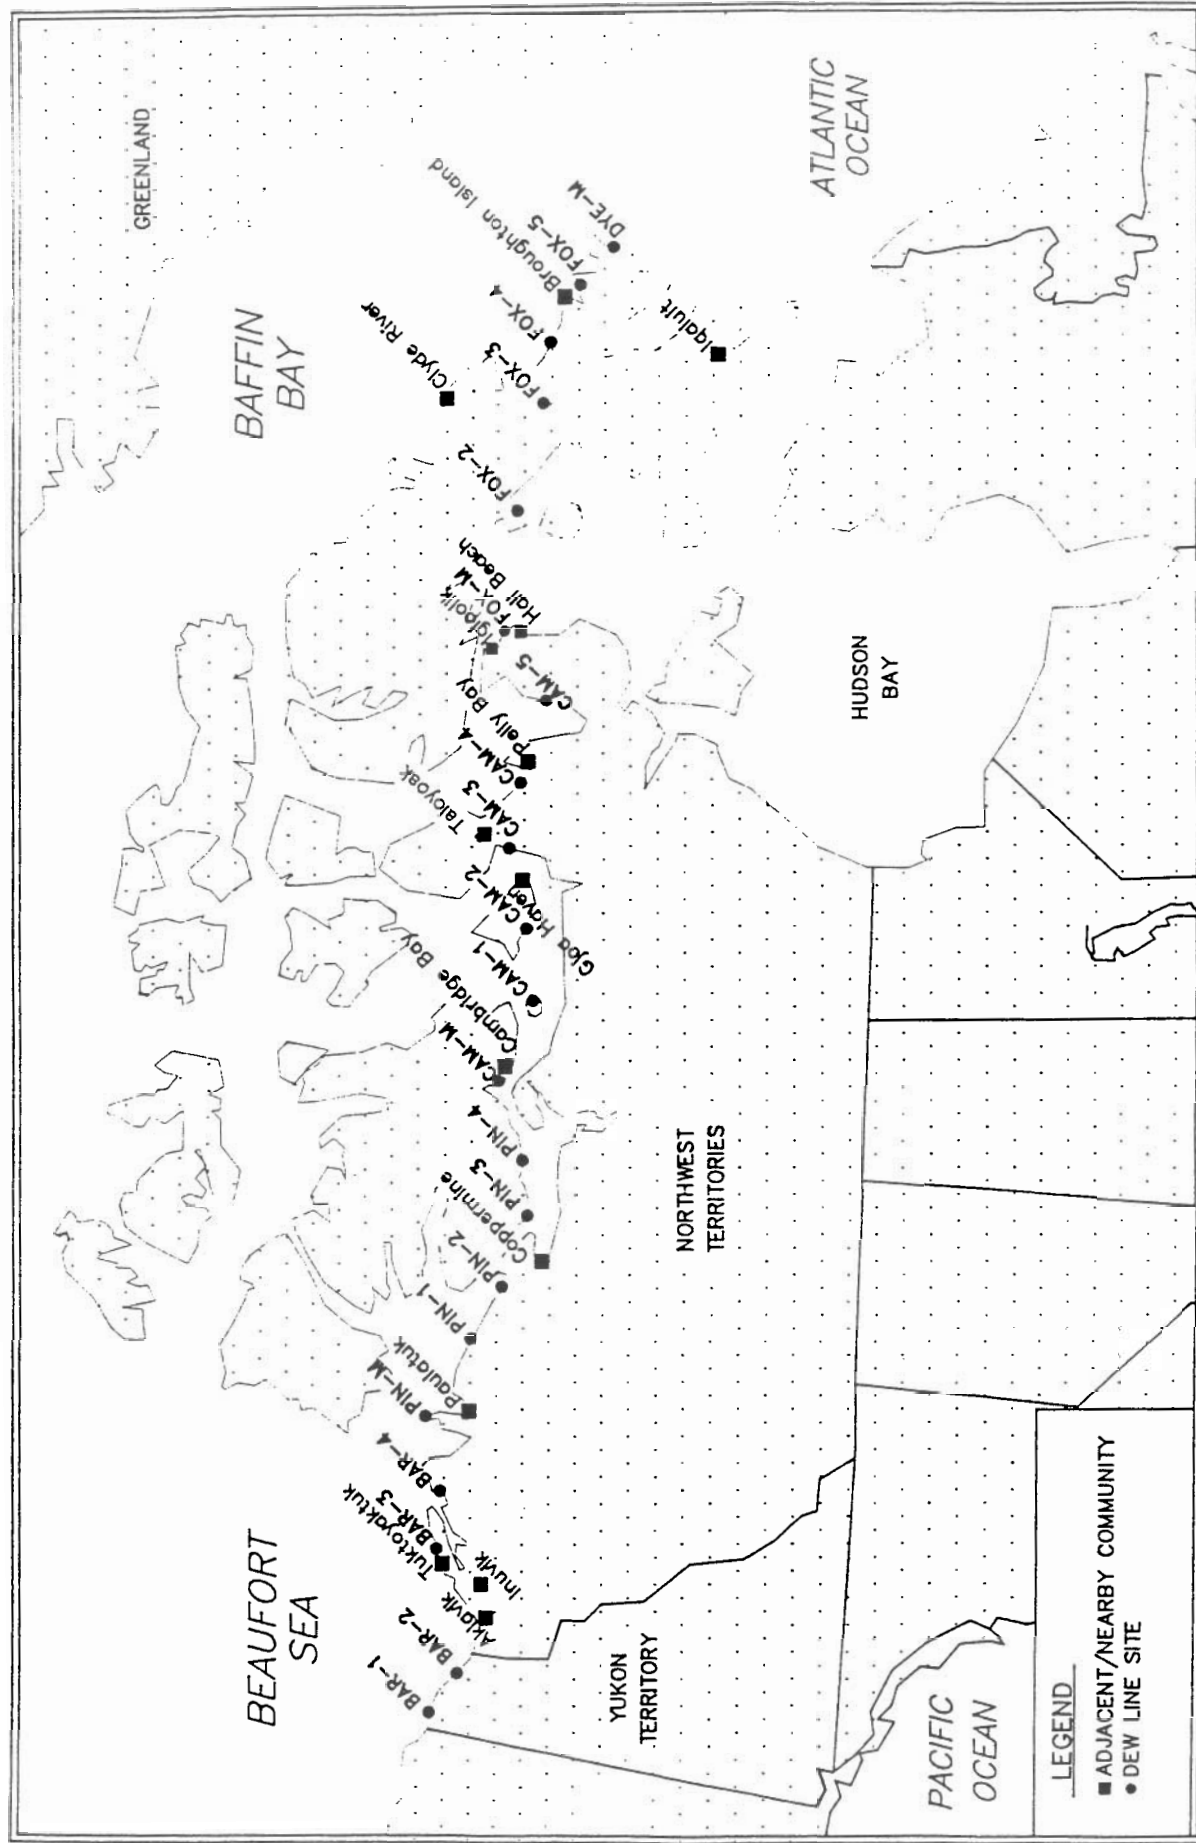 GREENLAND
BAFFIN
BAY
ATLANTIC
OCEAN
BEAUFORT
SEA
BAR-1
BAR-2
Aklavik
Inuvik
Tuktoyaktuk
BAR-3
BAR-4
PIN-M
Paulatuk
PIN-1
PIN-2
Coppermine
PIN-3
PIN-4
CAM-M
Cambridge Bay
CAM-1
CAM-2
Gjoa Haven
Taloyoak
CAM-3
CAM-4
Pelly Bay
CAM-5
FOX-M
Hall Beach
FOX-2
Clyde River
FOX-3
FOX-4
Broughton Island
FOX-5
DYE-M
Iqaluit
HUDSON
BAY
NORTHWEST
TERRITORIES
YUKON
TERRITORY
PACIFIC
OCEAN
LEGEND
■ ADJACENT/NEARBY COMMUNITY
● DEW LINE SITE